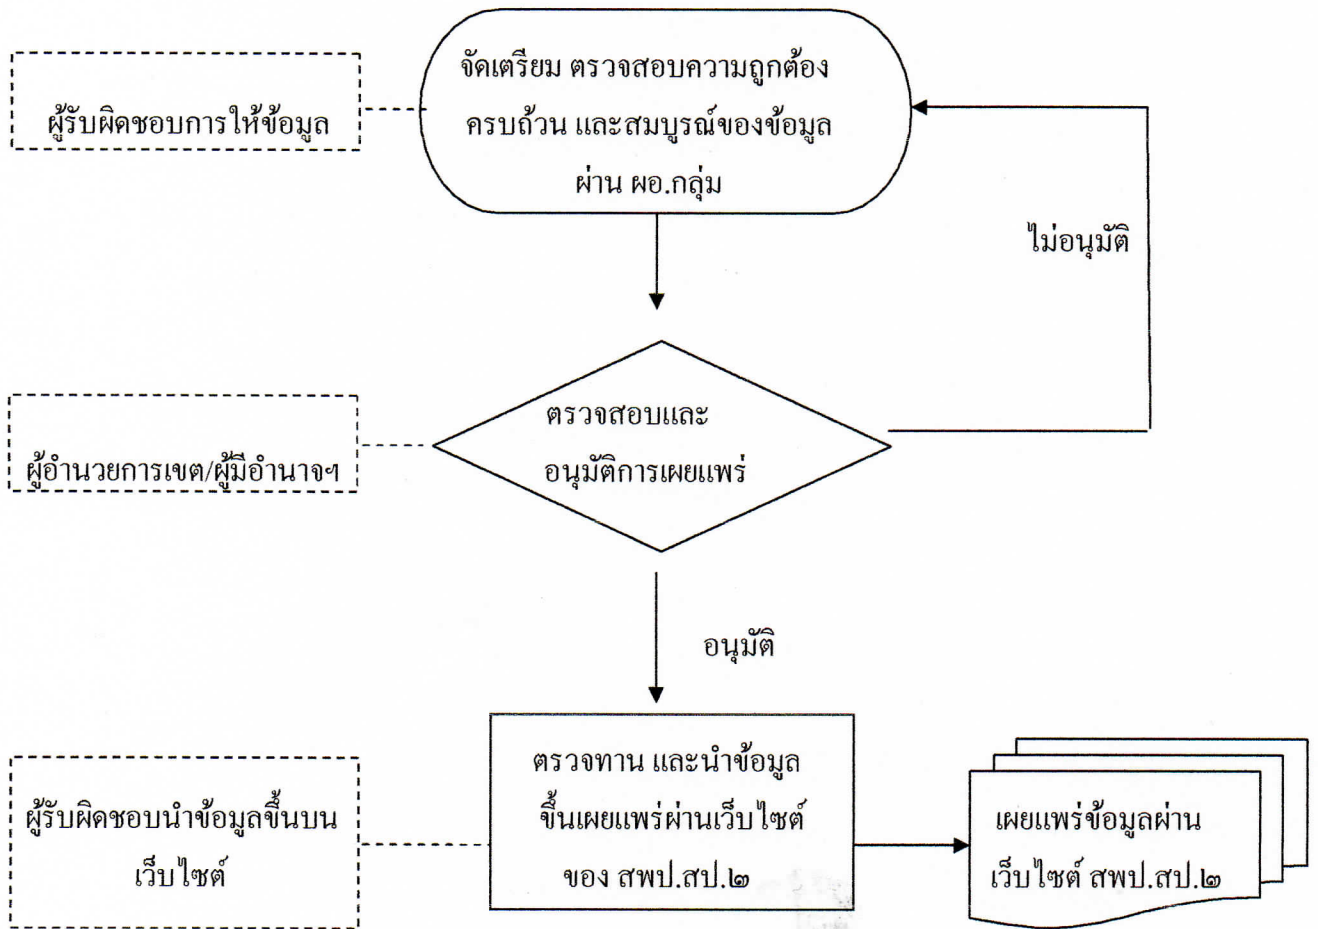 จัดเตรียม ตรวจสอบความถูกต้อง
ครบถ้วน และสมบูรณ์ของข้อมูล
ผ่าน ผอ.กลุ่ม
ผู้รับผิดชอบการให้ข้อมูล
ไม่อนุมัติ
ตรวจสอบและ
อนุมัติการเผยแพร่
ผู้อำนวยการเขต/ผู้มีอำนาจฯ
อนุมัติ
ตรวจทาน และนำข้อมูล
ขึ้นเผยแพร่ผ่านเว็บไซต์
ของ สพป.สป.๒
ผู้รับผิดชอบนำข้อมูลขึ้นบน
เว็บไซต์
เผยแพร่ข้อมูลผ่าน
เว็บไซต์ สพป.สป.๒